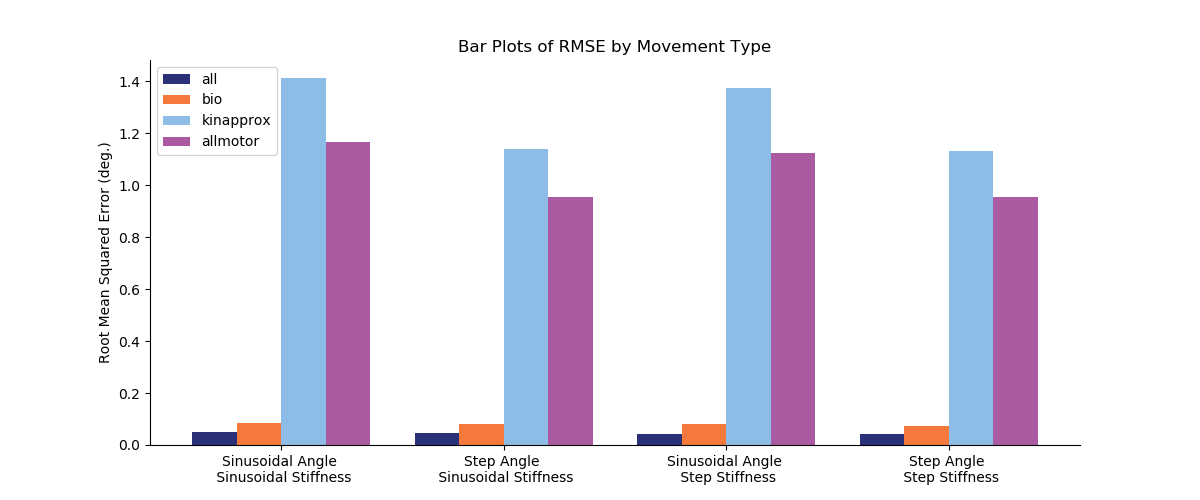 Bar Plots of RMSE by Movement Type
all
bio
kinapprox
allmotor
Root Mean Squared Error (deg.)
1.4
1.2
1.0
0.8
0.6
0.4
0.2
0.0
Sinusoidal Angle
Sinusoidal Stiffness
Step Angle
Sinusoidal Stiffness
Sinusoidal Angle
Step Stiffness
Step Angle
Step Stiffness